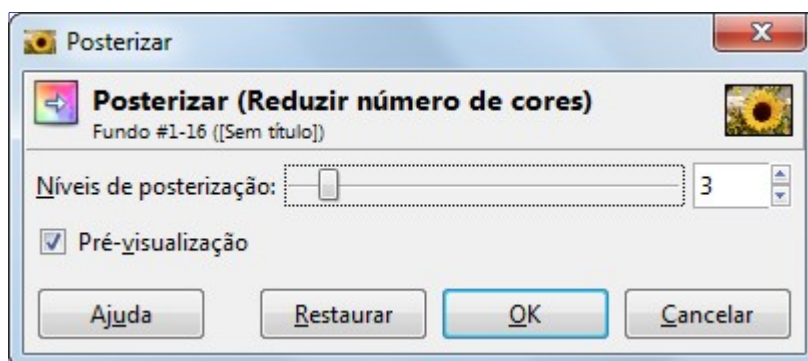 Posterizar
Posterizar (Reduzir número de cores)
Fundo #1-16 ([Sem título])
Níveis de posterização: 3
Pré-visualização
Ajuda Restaurar OK Cancelar